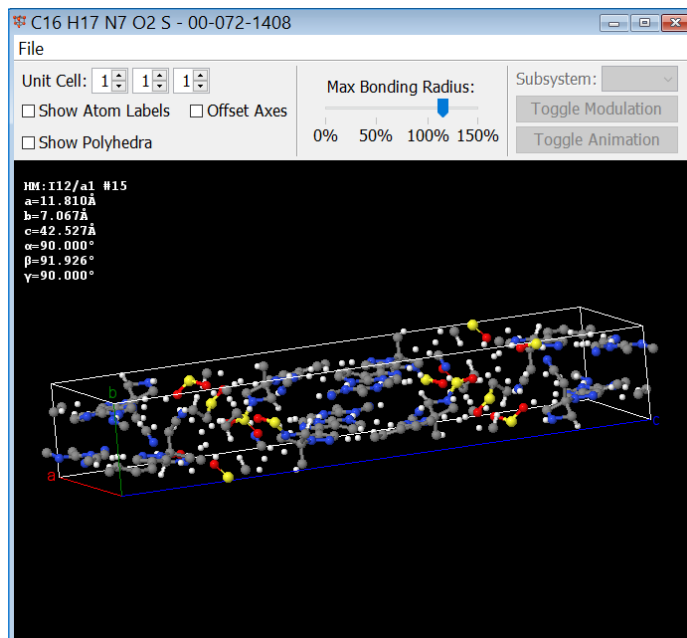 C16 H17 N7 O2 S - 00-072-1408
File
Unit Cell: 1 1 1
Show Atom Labels Offset Axes
Show Polyhedra
Max Bonding Radius:
0% 50% 100% 150%
Subsystem:
Toggle Modulation
Toggle Animation
HM:I12/a1 #15
a=11.810Å
b=7.067Å
c=42.527Å
α=90.000°
β=91.926°
γ=90.000°
b
a
c